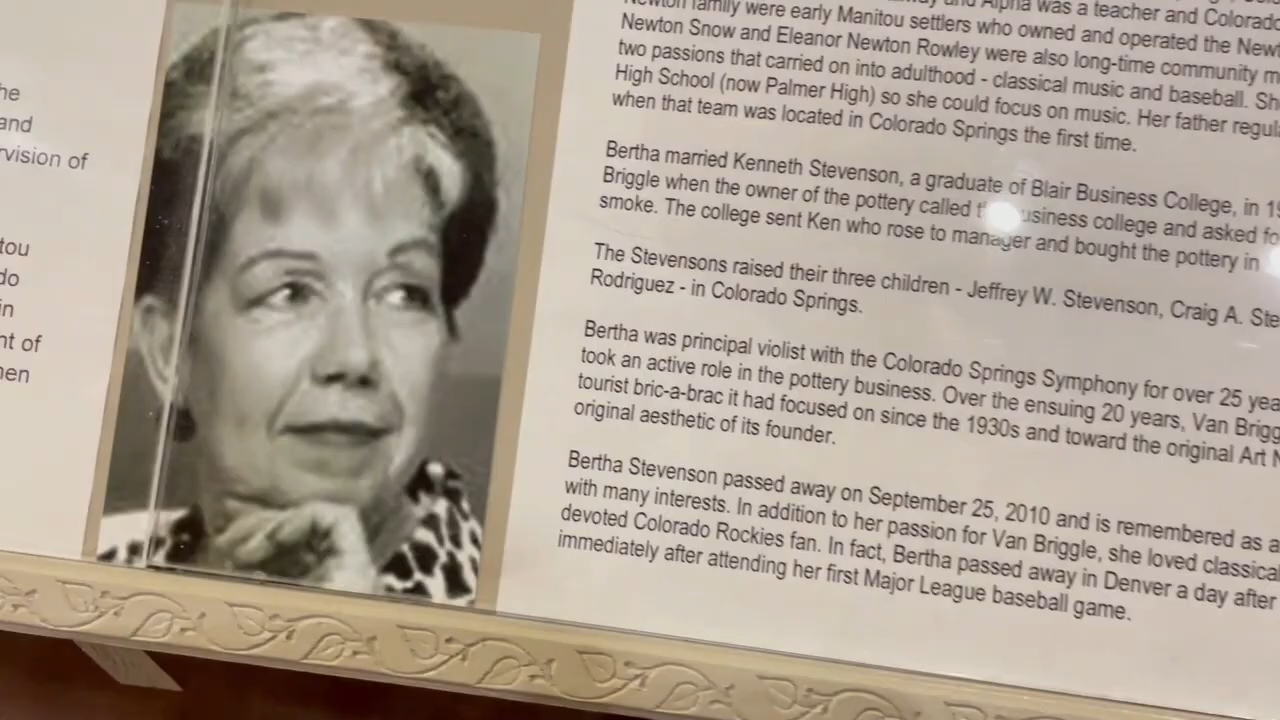 he
and
rvision of
tou
do
in
nt of
men
Alpha was a teacher and Colorado
Newton family were early Manitou settlers who owned and operated the Newt
Newton Snow and Eleanor Newton Rowley were also long-time community m
two passions that carried on into adulthood - classical music and baseball. Sh
High School (now Palmer High) so she could focus on music. Her father regul
when that team was located in Colorado Springs the first time.
Bertha married Kenneth Stevenson, a graduate of Blair Business College, in 19
Briggle when the owner of the pottery called usiness college and asked fo
smoke. The college sent Ken who rose to manager and bought the pottery in
The Stevensons raised their three children - Jeffrey W. Stevenson, Craig A. Ste
Rodriguez - in Colorado Springs.
Bertha was principal violist with the Colorado Springs Symphony for over 25 yea
took an active role in the pottery business. Over the ensuing 20 years, Van Brigg
tourist bric-a-brac it had focused on since the 1930s and toward the original Art N
original aesthetic of its founder.
Bertha Stevenson passed away on September 25, 2010 and is remembered as a
with many interests. In addition to her passion for Van Briggle, she loved classical
devoted Colorado Rockies fan. In fact, Bertha passed away in Denver a day after
immediately after attending her first Major League baseball game.